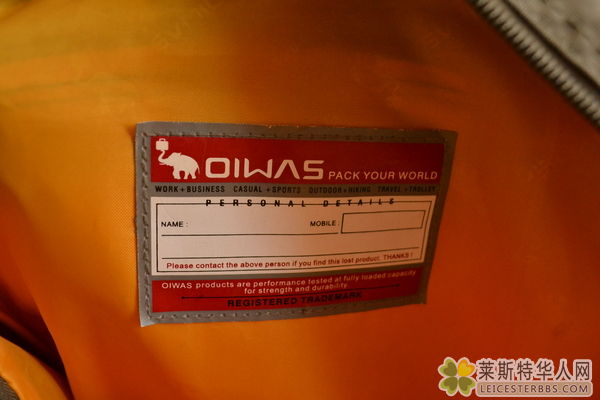 OIWAS PACK YOUR WORLD
WORK+BUSINESS CASUAL+SPORTS OUTDOOR+HIKING TRAVEL+TROLLEY
PERSONAL DETAILS
NAME: MOBILE:
Please contact the above person if you find this lost product, THANKS!
OIWAS products are performance tested at fully loaded capacity
for strength and durability.
REGISTERED TRADEMARK
莱斯特华人网
LEICESTERBBS.COM